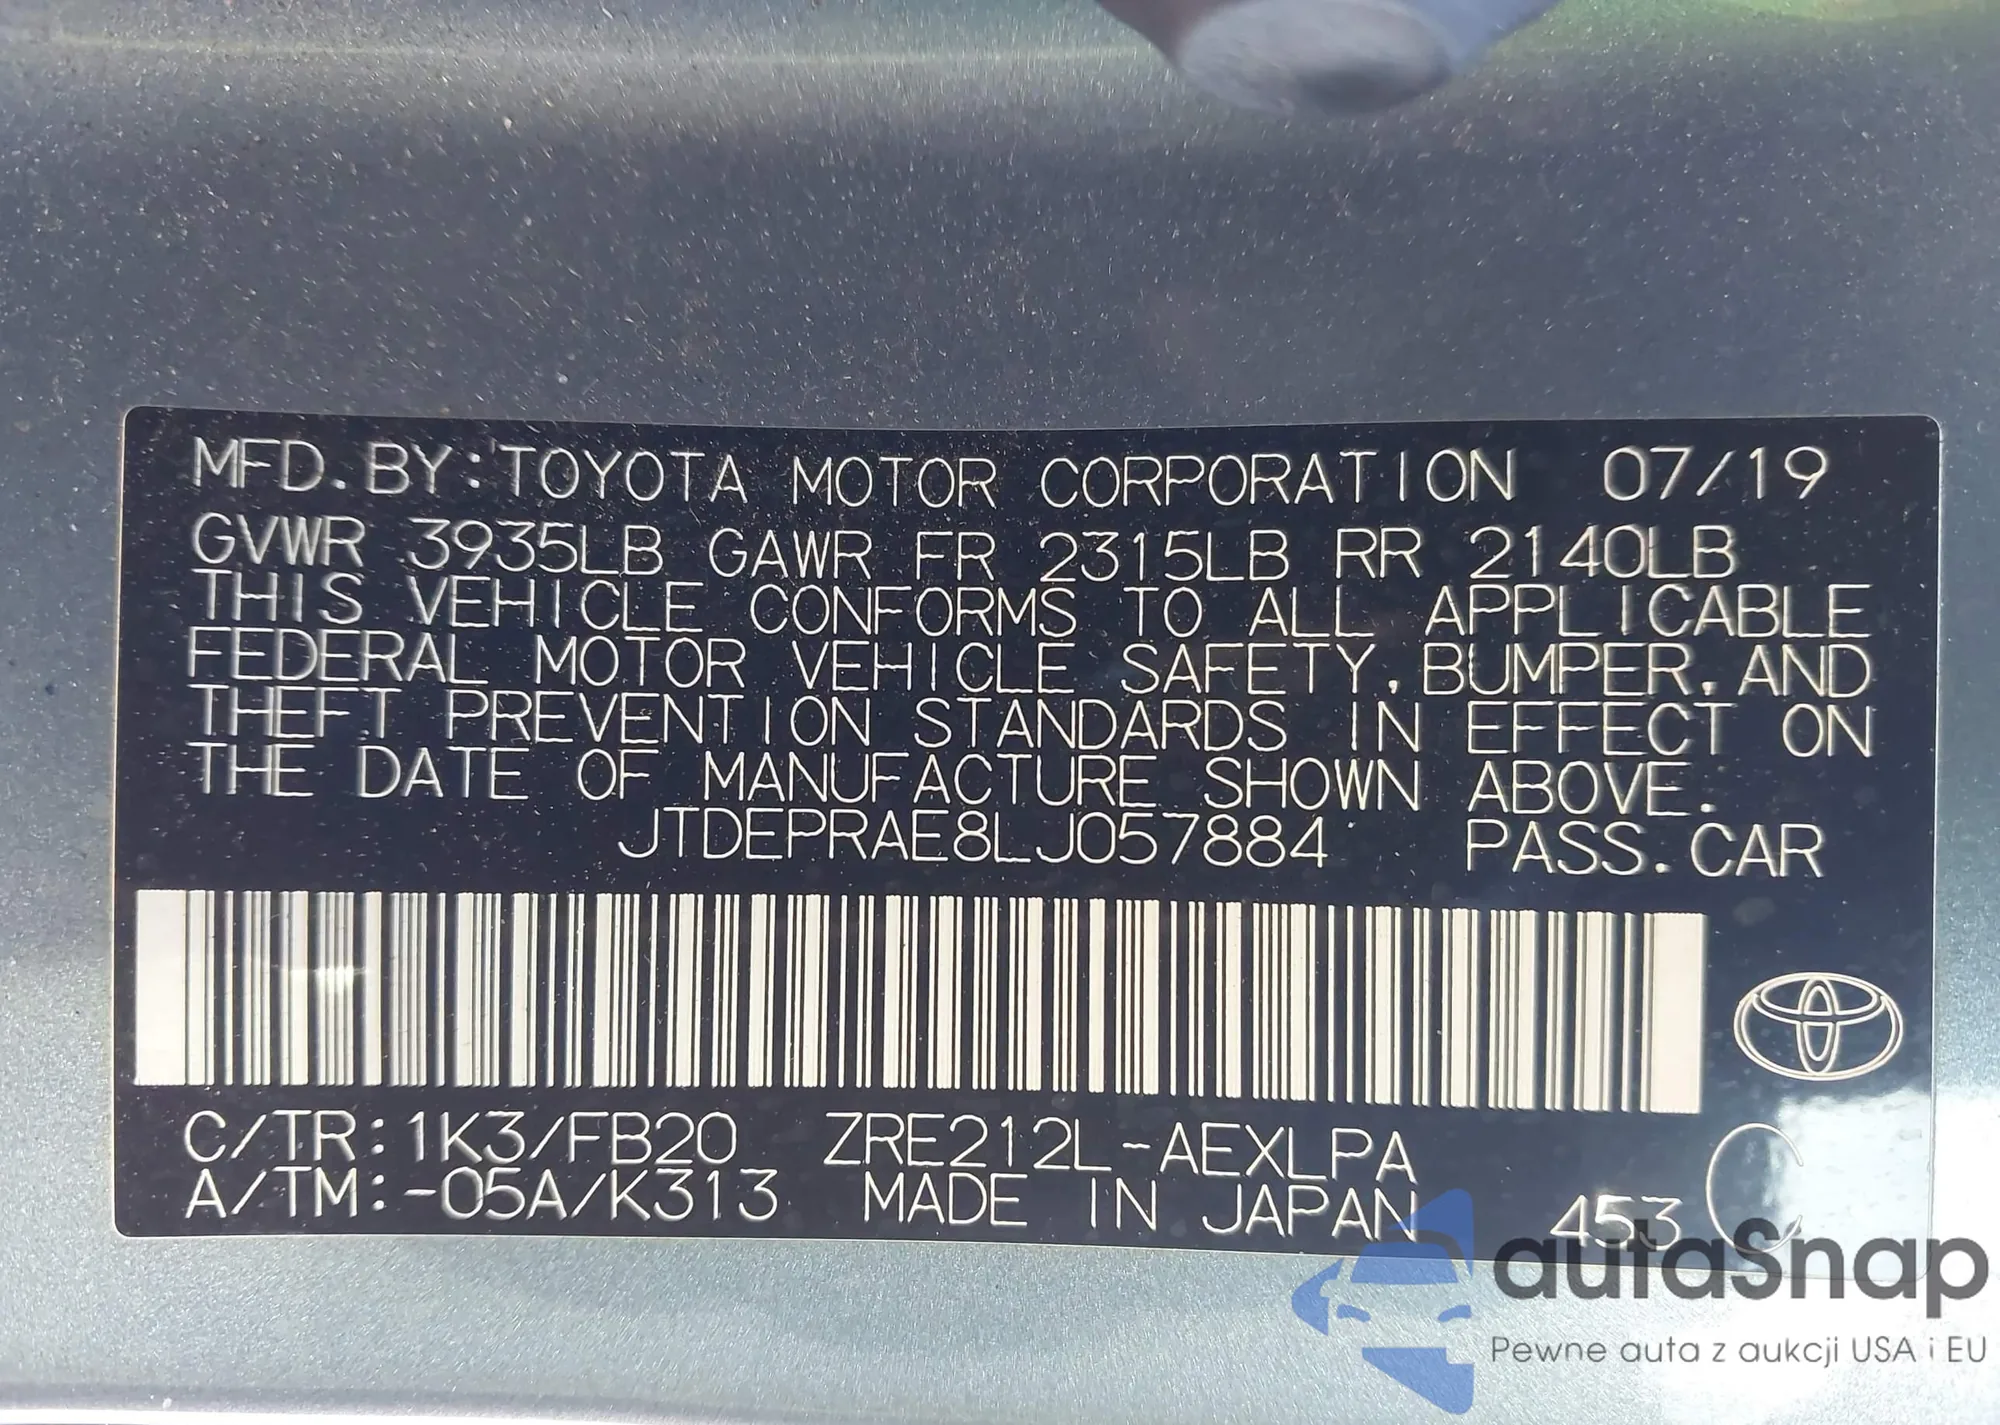 MFD.BY:TOYOTA MOTOR CORPORATION 07/19
GVWR 3935LB GAWR FR 2315LB RR 2140LB
THIS VEHICLE CONFORMS TO ALL APPLICABLE
FEDERAL MOTOR VEHICLE SAFETY,BUMPER,AND
THEFT PREVENTION STANDARDS IN EFFECT ON
THE DATE OF MANUFACTURE SHOWN ABOVE.
JTDEPRAE8LJ057884 PASS.CAR
C/TR:1K3/FB20 ZRE212L-AEXLPA
A/TM:-05A/K313 MADE IN JAPAN 453 C
autaSnap
Pewne auta z aukcji USA i EU